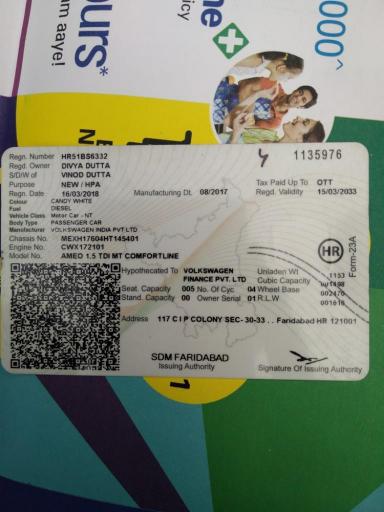 ours*
m aaye!
ne
icy
000^
Regn. Number HR51BS6332
Regd. Owner DIVYA DUTTA
S/D/W of VINOD DUTTA
Purpose NEW / HPA
Regn. Date 16/03/2018
Manufacturing Dt. 08/2017
Colour CANDY WHITE
Fuel DIESEL
Vehicle Class Motor Car - NT
Body Type PASSENGER CAR
Manufacturer VOLKSWAGEN INDIA PVT LTD
Chassis No. MEXH17604HT145401
Engine No. CWX172101
Model No. AMEO 1.5 TDI MT COMFORTLINE
1135976
Tax Paid Up To OTT
Regd. Validity 15/03/2033
HR
Form-23A
Hypothecated To VOLKSWAGEN
FINANCE PVT. LTD
Seat. Capacity 005 No. Of Cyc 04
Stand. Capacity 00 Owner Serial 01
Unladen Wt 1153
Cubic Capacity 001498
Wheel Base 002470
R.L.W 001618
Address 117 C I P COLONY SEC- 30-33 . . Faridabad HR 121001
SDM FARIDABAD
Issuing Authority
Signature Of Issuing Authority